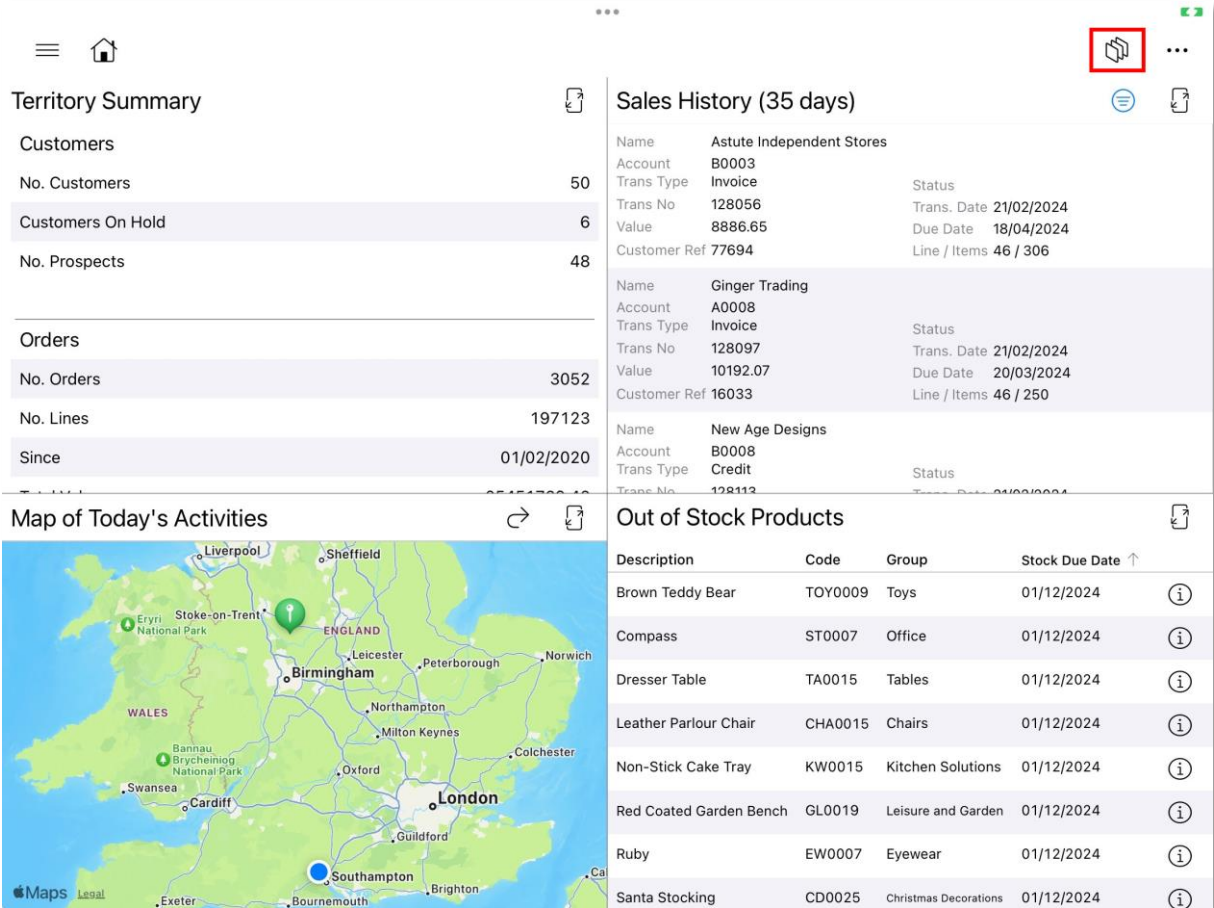 Territory Summary
Customers
No. Customers 50
Customers On Hold 6
No. Prospects 48
Orders
No. Orders 3052
No. Lines 197123
Since 01/02/2020
Sales History (35 days)
Name Astute Independent Stores
Account B0003
Trans Type Invoice Status
Trans No 128056 Trans. Date 21/02/2024
Value 8886.65 Due Date 18/04/2024
Customer Ref 77694 Line / Items 46 / 306
Name Ginger Trading
Account A0008
Trans Type Invoice Status
Trans No 128097 Trans. Date 21/02/2024
Value 10192.07 Due Date 20/03/2024
Customer Ref 16033 Line / Items 46 / 250
Name New Age Designs
Account B0008
Trans Type Credit Status
Trans No 128113 Trans. Date 21/02/2024
Map of Today's Activities
Liverpool
Sheffield
Eryri
National Park
Stoke-on-Trent
ENGLAND
Leicester
Peterborough
Norwich
Birmingham
WALES
Northampton
Milton Keynes
Bannau
Brycheiniog
National Park
Colchester
Oxford
Swansea
Cardiff
London
Guildford
Southampton
Ca
Maps Legal
Exeter
Bournemouth
Brighton
Out of Stock Products
Description Code Group Stock Due Date ↑
Brown Teddy Bear TOY0009 Toys 01/12/2024
Compass ST0007 Office 01/12/2024
Dresser Table TA0015 Tables 01/12/2024
Leather Parlour Chair CHA0015 Chairs 01/12/2024
Non-Stick Cake Tray KW0015 Kitchen Solutions 01/12/2024
Red Coated Garden Bench GL0019 Leisure and Garden 01/12/2024
Ruby EW0007 Eyewear 01/12/2024
Santa Stocking CD0025 Christmas Decorations 01/12/2024